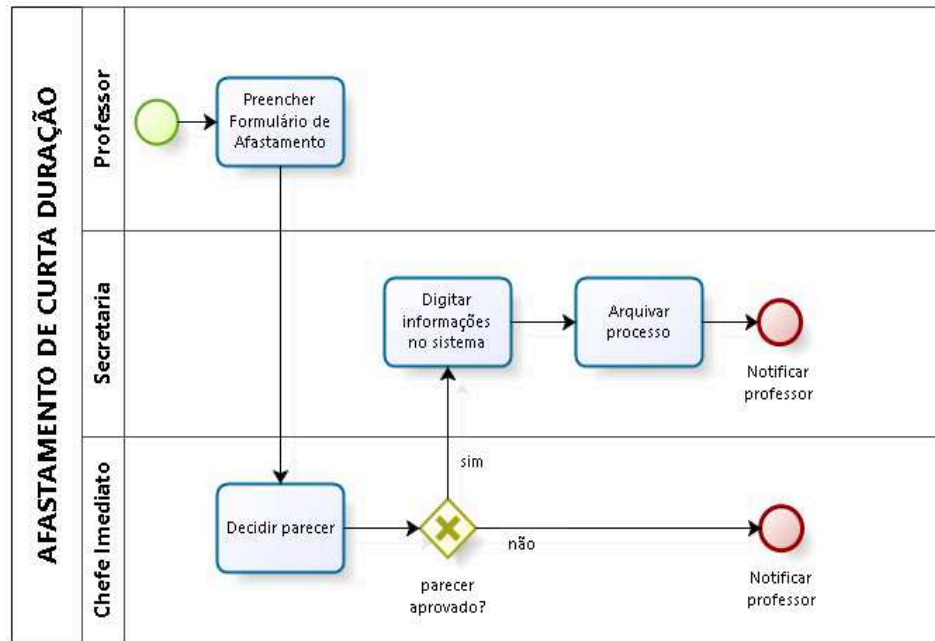 AFASTAMENTO DE CURTA DURAÇÃO
Professor
Preencher
Formulário de
Afastamento
Secretaria
Digitar
informações
no sistema
Arquivar
processo
Notificar
professor
sim
Chefe Imediato
Decidir parecer
não
parecer
aprovado?
Notificar
professor